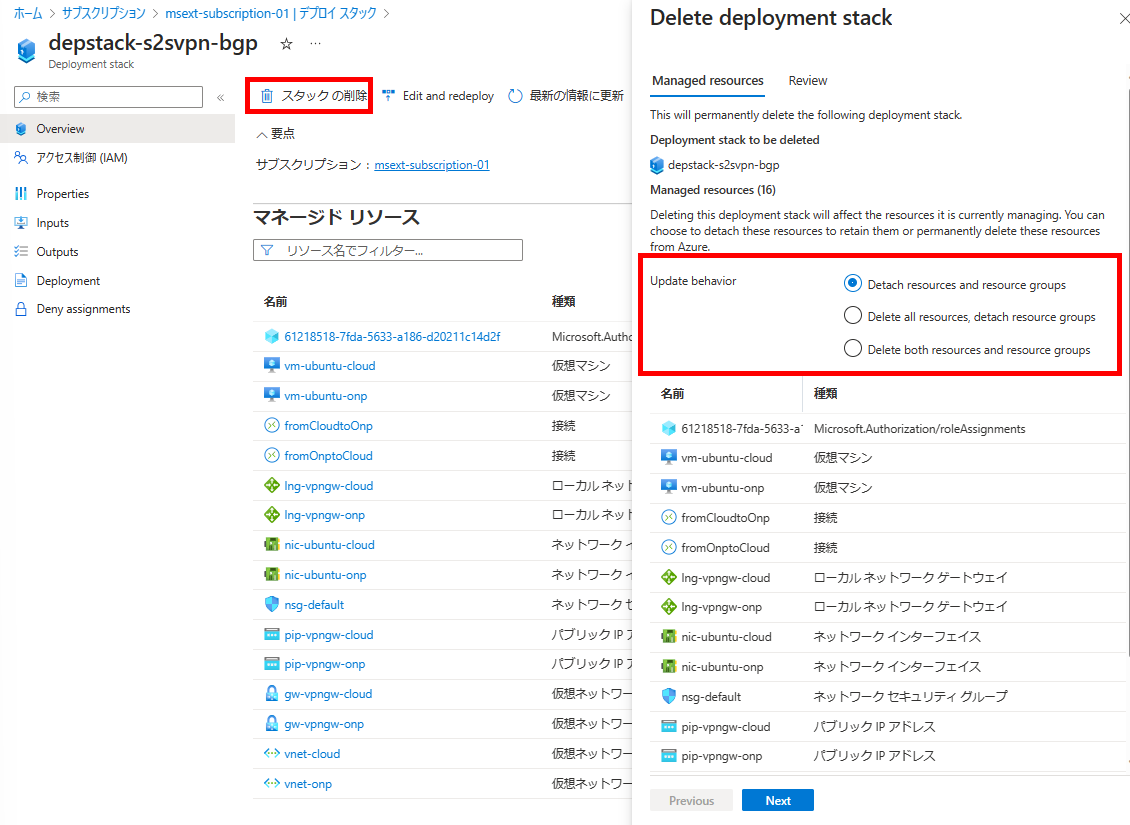 ホーム > サブスクリプション > msext-subscription-01 | デプロイ スタック >
depstack-s2svpn-bgp
Deployment stack
検索
Overview
アクセス制御 (IAM)
Properties
Inputs
Outputs
Deployment
Deny assignments
スタック の削除
Edit and redeploy
最新の情報に更新
要点
サブスクリプション : msext-subscription-01
マネージド リソース
リソース名でフィルター...
名前 種類
61218518-7fda-5633-a186-d20211c14d2f Microsoft.Autho
vm-ubuntu-cloud 仮想マシン
vm-ubuntu-onp 仮想マシン
fromCloudtoOnp 接続
fromOnptoCloud 接続
lng-vpngw-cloud ローカル ネット
lng-vpngw-onp ローカル ネット
nic-ubuntu-cloud ネットワーク イ
nic-ubuntu-onp ネットワーク イ
nsg-default ネットワーク セ
pip-vpngw-cloud パブリック IP ア
pip-vpngw-onp パブリック IP ア
gw-vpngw-cloud 仮想ネットワー
gw-vpngw-onp 仮想ネットワー
vnet-cloud 仮想ネットワー
vnet-onp 仮想ネットワー
Delete deployment stack
Managed resources Review
This will permanently delete the following deployment stack.
Deployment stack to be deleted
depstack-s2svpn-bgp
Managed resources (16)
Deleting this deployment stack will affect the resources it is currently managing. You can
choose to detach these resources to retain them or permanently delete these resources
from Azure.
Update behavior
Detach resources and resource groups
Delete all resources, detach resource groups
Delete both resources and resource groups
名前 種類
61218518-7fda-5633-a1 Microsoft.Authorization/roleAssignments
vm-ubuntu-cloud 仮想マシン
vm-ubuntu-onp 仮想マシン
fromCloudtoOnp 接続
fromOnptoCloud 接続
lng-vpngw-cloud ローカル ネットワーク ゲートウェイ
lng-vpngw-onp ローカル ネットワーク ゲートウェイ
nic-ubuntu-cloud ネットワーク インターフェイス
nic-ubuntu-onp ネットワーク インターフェイス
nsg-default ネットワーク セキュリティ グループ
pip-vpngw-cloud パブリック IP アドレス
pip-vpngw-onp パブリック IP アドレス
Previous Next